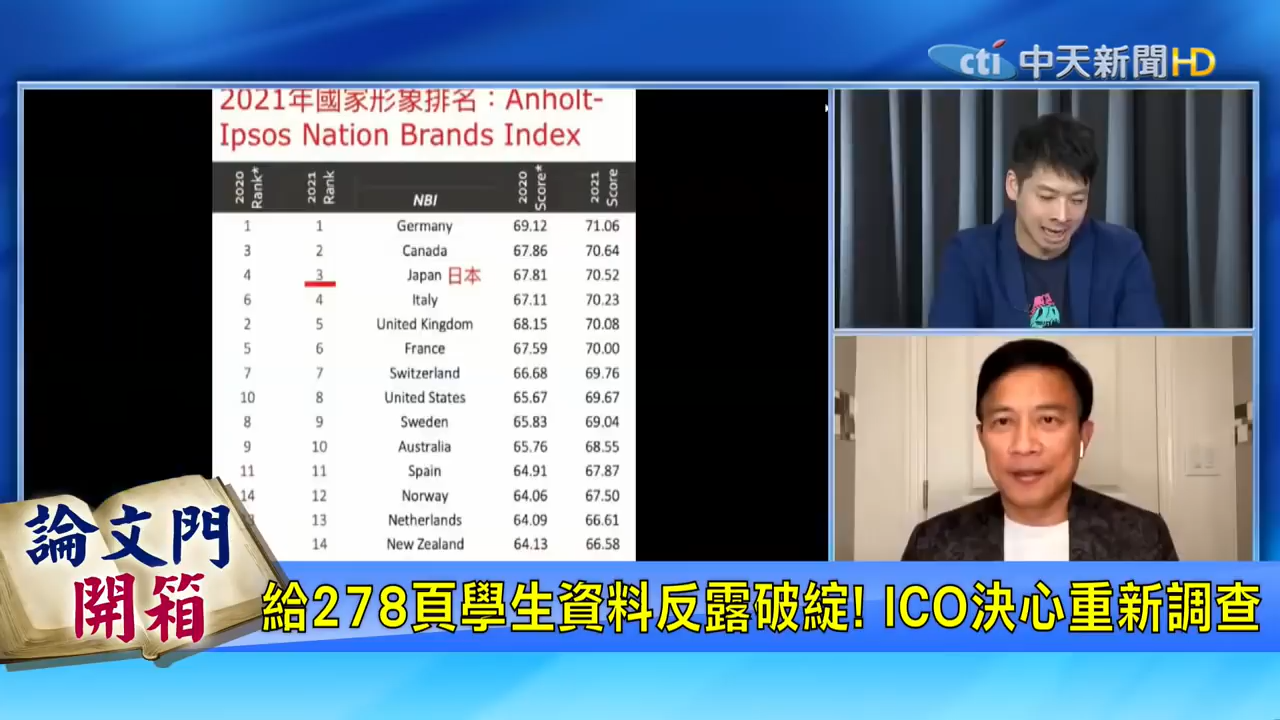 cti 中天新聞HD
2021年國家形象排名：Anholt-
Ipsos Nation Brands Index
2020 Rank* 2021 Rank NBI 2020 Score* 2021 Score
1 1 Germany 69.12 71.06
3 2 Canada 67.86 70.64
4 3 Japan 日本 67.81 70.52
6 4 Italy 67.11 70.23
2 5 United Kingdom 68.15 70.08
5 6 France 67.59 70.00
7 7 Switzerland 66.68 69.76
10 8 United States 65.67 69.67
8 9 Sweden 65.83 69.04
9 10 Australia 65.76 68.55
11 11 Spain 64.91 67.87
14 12 Norway 64.06 67.50
13 Netherlands 64.09 66.61
14 New Zealand 64.13 66.58
論文門
開箱
給278頁學生資料反露破綻! ICO決心重新調查